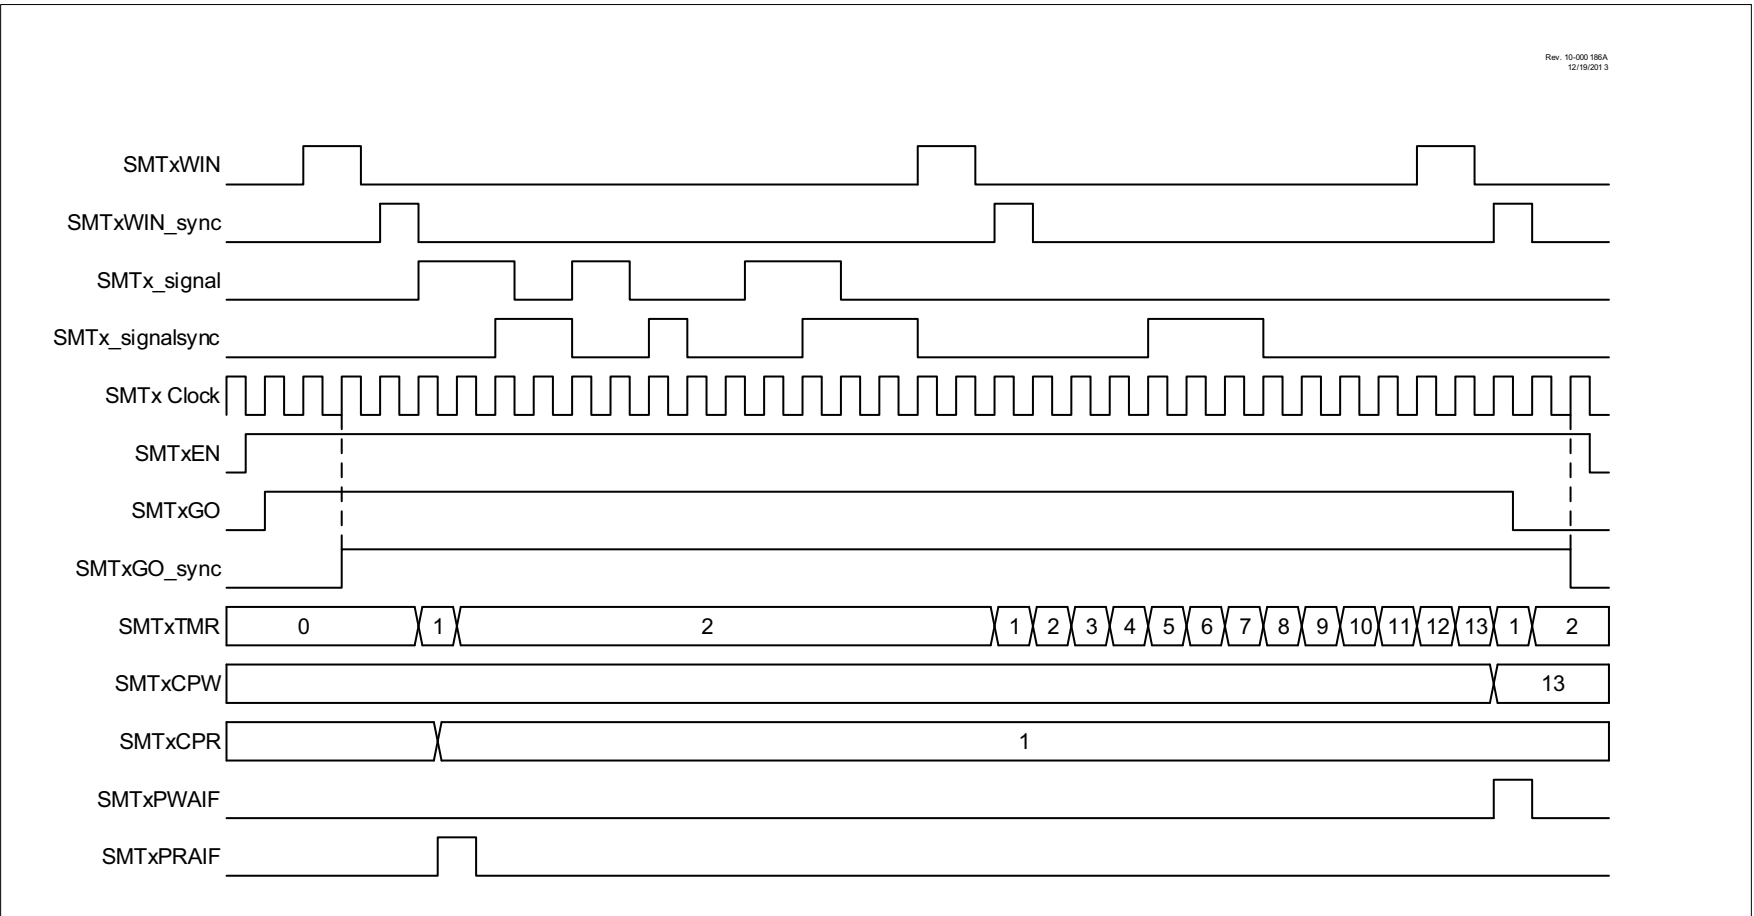 Rev. 10-000 186A
12/19/201 3
SMTxWIN
SMTxWIN_sync
SMTx_signal
SMTx_signalsync
SMTx Clock
SMTxEN
SMTxGO
SMTxGO_sync
SMTxTMR 0 1 2 1 2 3 4 5 6 7 8 9 10 11 12 13 1 2
SMTxCPW 13
SMTxCPR 1
SMTxPWAIF
SMTxPRAIF